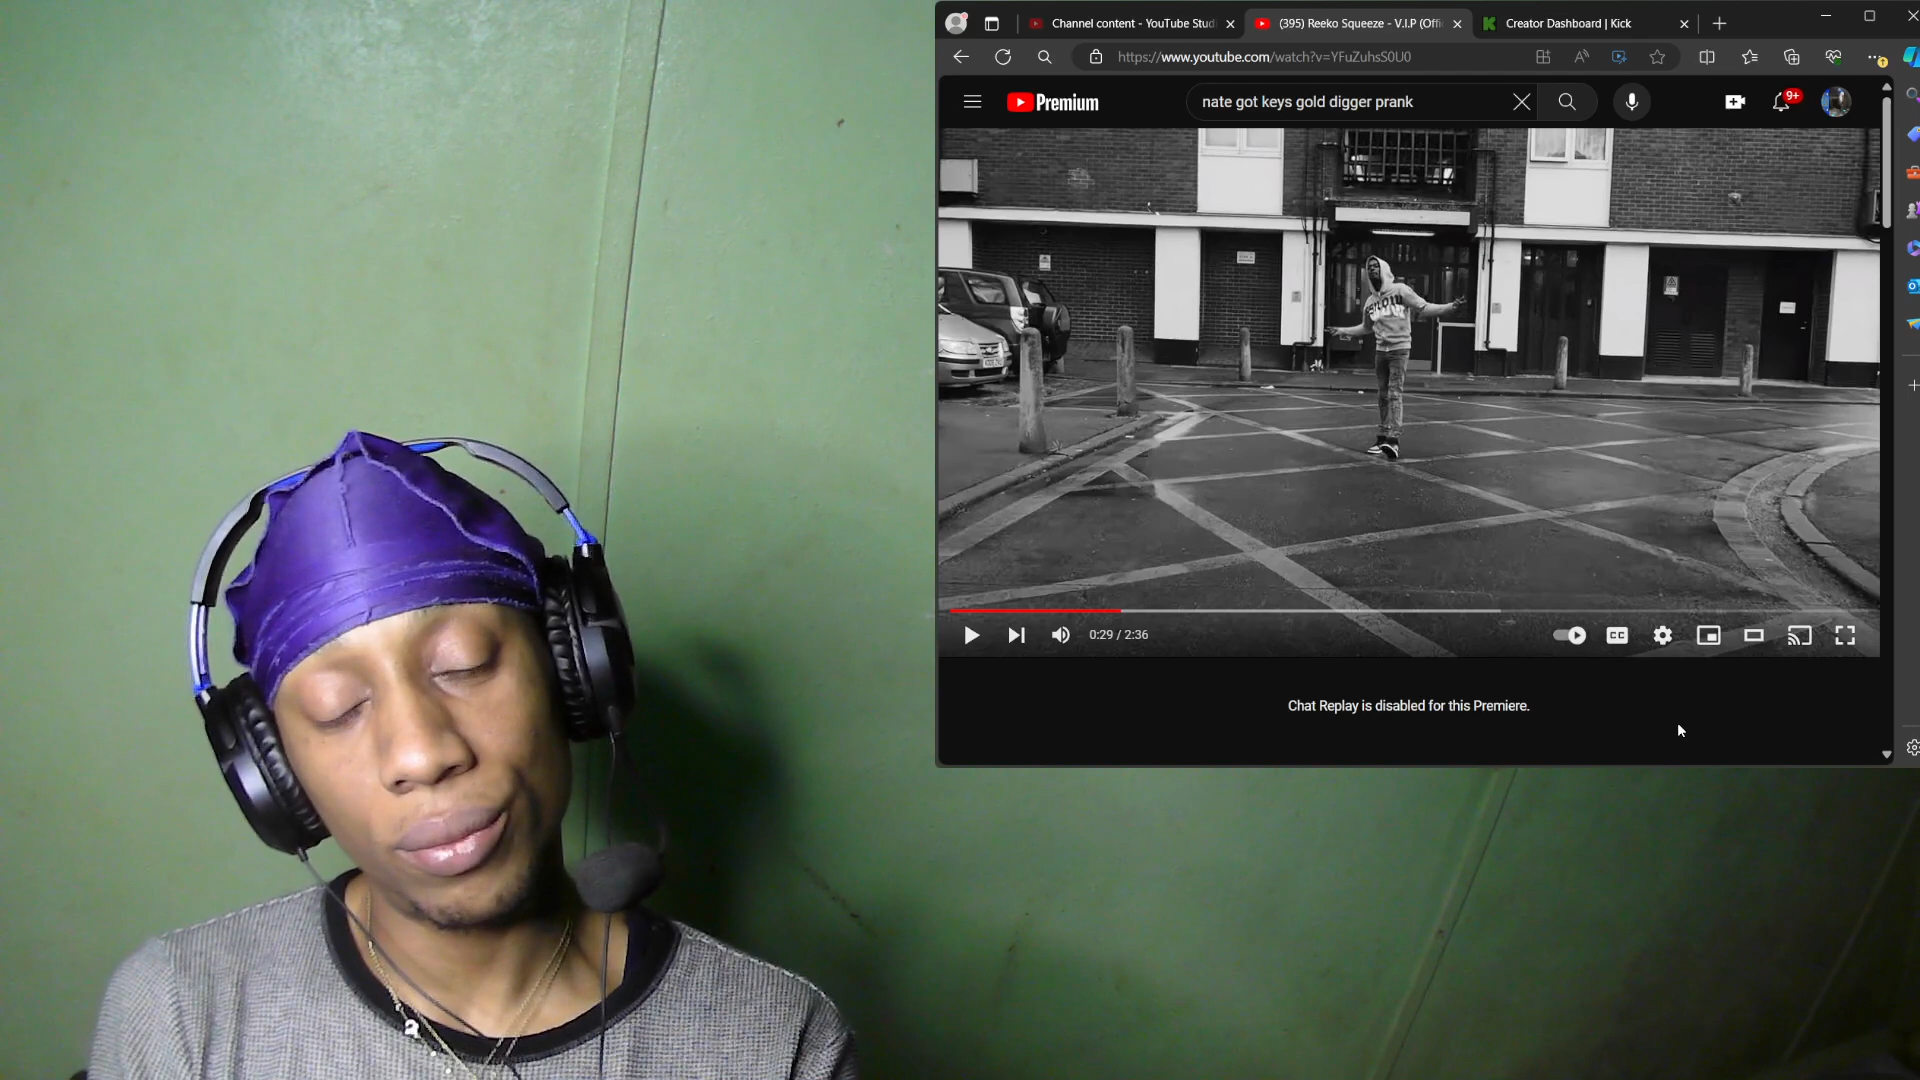 Channel content - YouTube Stud
(395) Reeko Squeeze - V.I.P (Offi
Creator Dashboard | Kick
https://www.youtube.com/watch?v=YFuZuhsS0U0
Premium
nate got keys gold digger prank
9+
0:29 / 2:36
CC
Chat Replay is disabled for this Premiere.